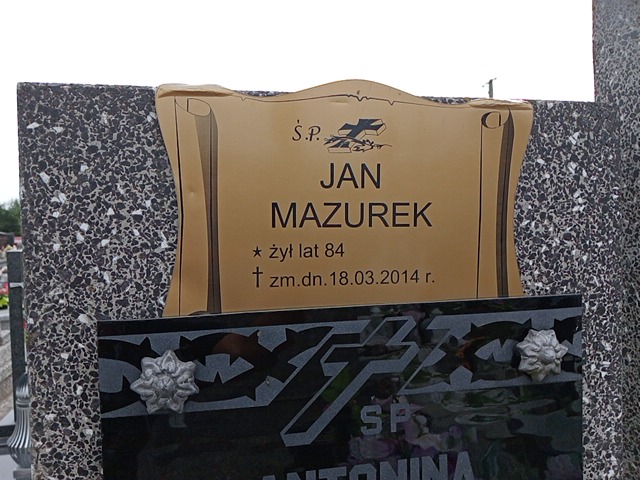 Ś.P.
JAN
MAZUREK
★ żył lat 84
† zm.dn.18.03.2014 r.
ŚP
ANTONINA